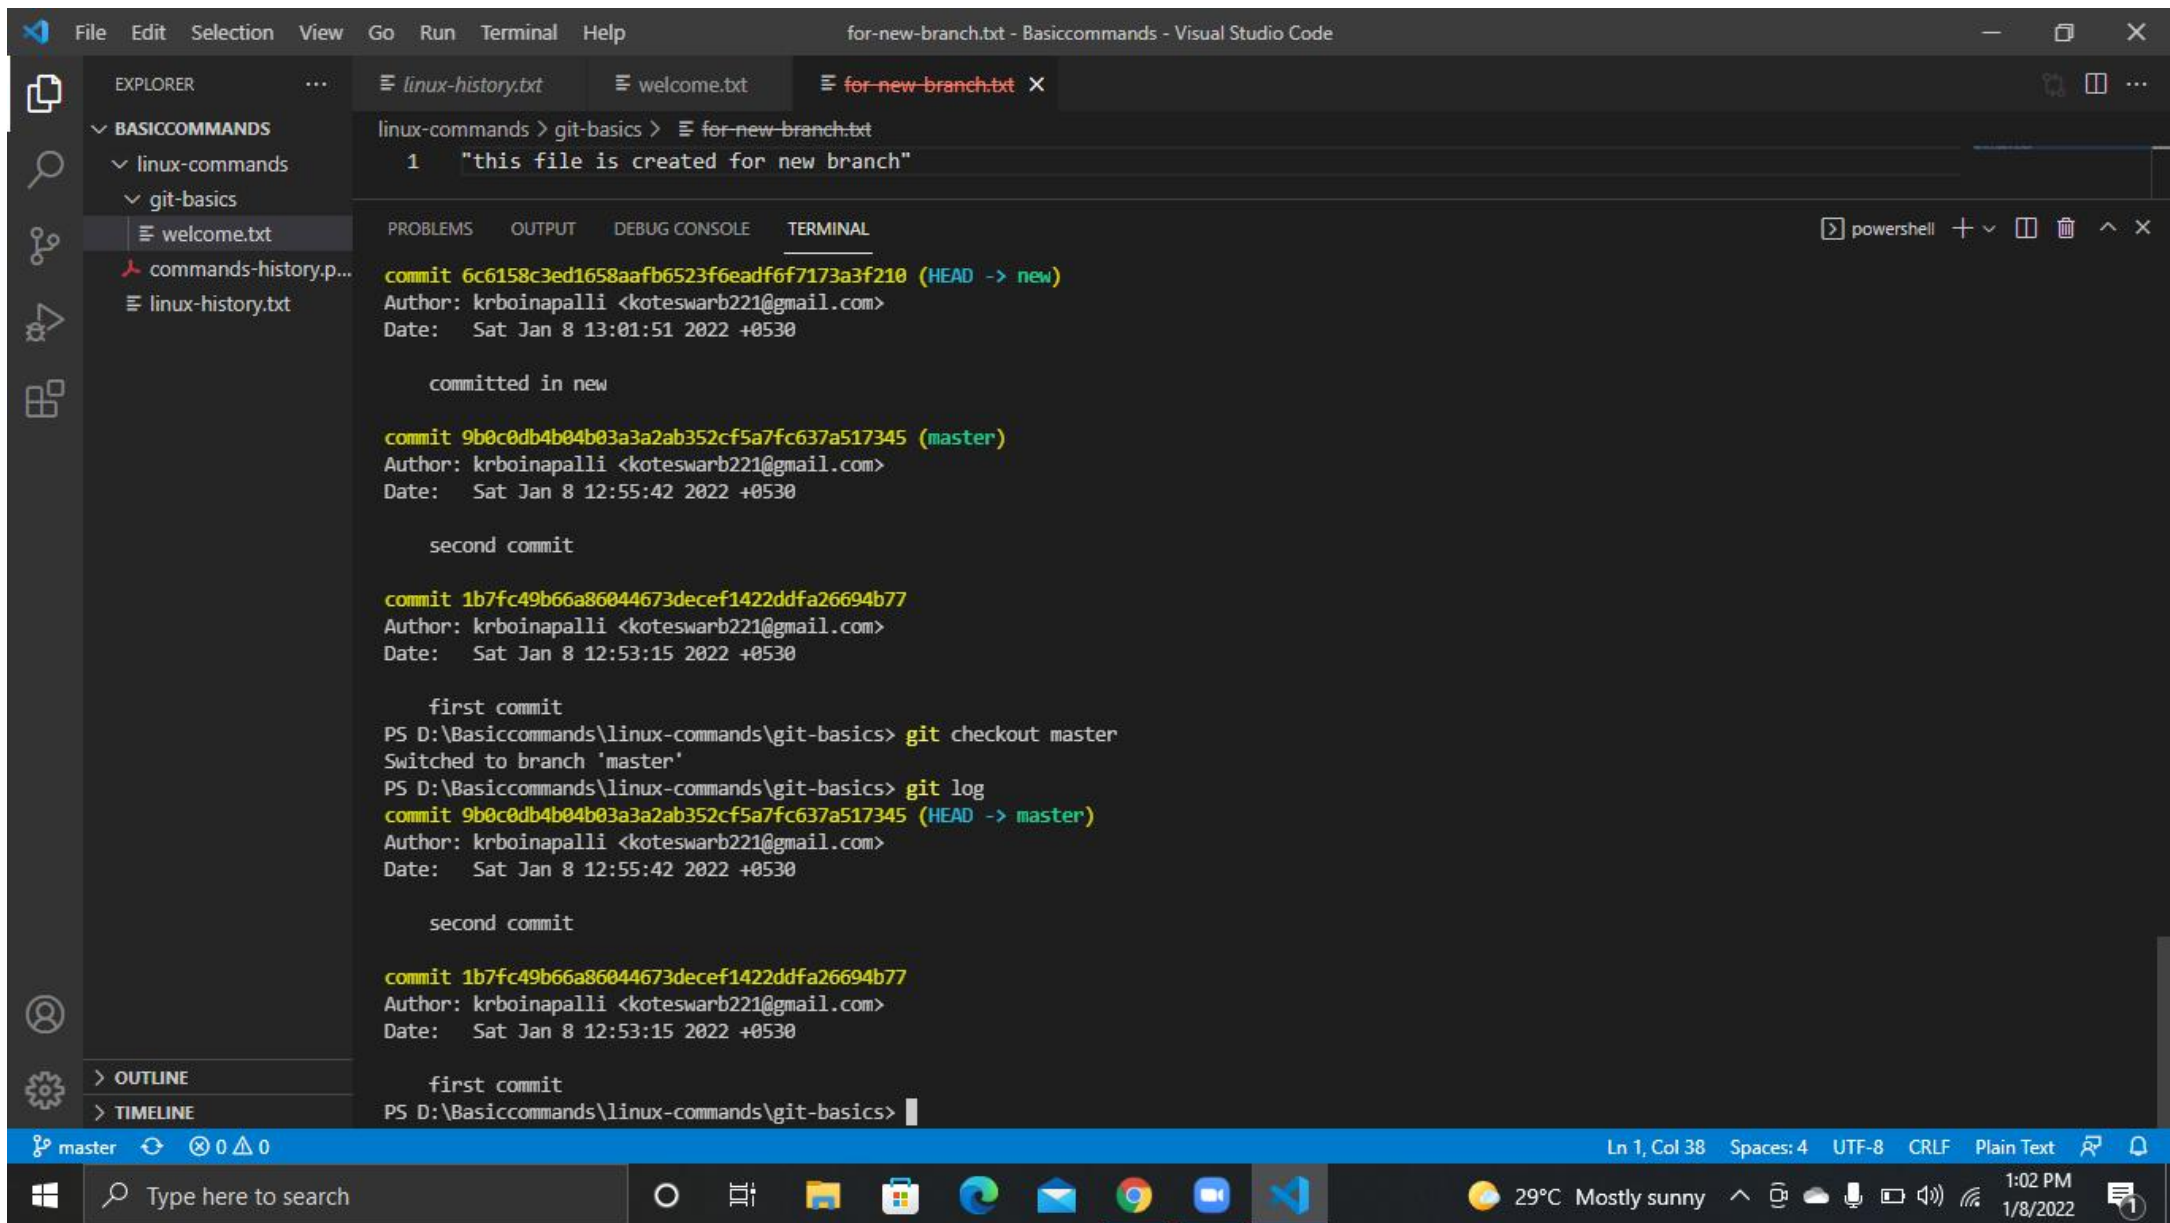 File Edit Selection View Go Run Terminal Help
for-new-branch.txt - Basiccommands - Visual Studio Code
EXPLORER
BASICCOMMANDS
linux-commands
git-basics
welcome.txt
commands-history.p...
linux-history.txt
OUTLINE
TIMELINE
linux-history.txt welcome.txt for-new-branch.txt
linux-commands > git-basics > for-new-branch.txt
1 "this file is created for new branch"
PROBLEMS OUTPUT DEBUG CONSOLE TERMINAL
powershell
commit 6c6158c3ed1658aafb6523f6eadf6f7173a3f210 (HEAD -> new)
Author: krboinapalli <koteswarb221@gmail.com>
Date: Sat Jan 8 13:01:51 2022 +0530
committed in new
commit 9b0c0db4b04b03a3a2ab352cf5a7fc637a517345 (master)
Author: krboinapalli <koteswarb221@gmail.com>
Date: Sat Jan 8 12:55:42 2022 +0530
second commit
commit 1b7fc49b66a86044673decef1422ddfa26694b77
Author: krboinapalli <koteswarb221@gmail.com>
Date: Sat Jan 8 12:53:15 2022 +0530
first commit
PS D:\Basiccommands\linux-commands\git-basics> git checkout master
Switched to branch 'master'
PS D:\Basiccommands\linux-commands\git-basics> git log
commit 9b0c0db4b04b03a3a2ab352cf5a7fc637a517345 (HEAD -> master)
Author: krboinapalli <koteswarb221@gmail.com>
Date: Sat Jan 8 12:55:42 2022 +0530
second commit
commit 1b7fc49b66a86044673decef1422ddfa26694b77
Author: krboinapalli <koteswarb221@gmail.com>
Date: Sat Jan 8 12:53:15 2022 +0530
first commit
PS D:\Basiccommands\linux-commands\git-basics>
master 0 0
Ln 1, Col 38 Spaces: 4 UTF-8 CRLF Plain Text
Type here to search
29°C Mostly sunny
1:02 PM
1/8/2022
1